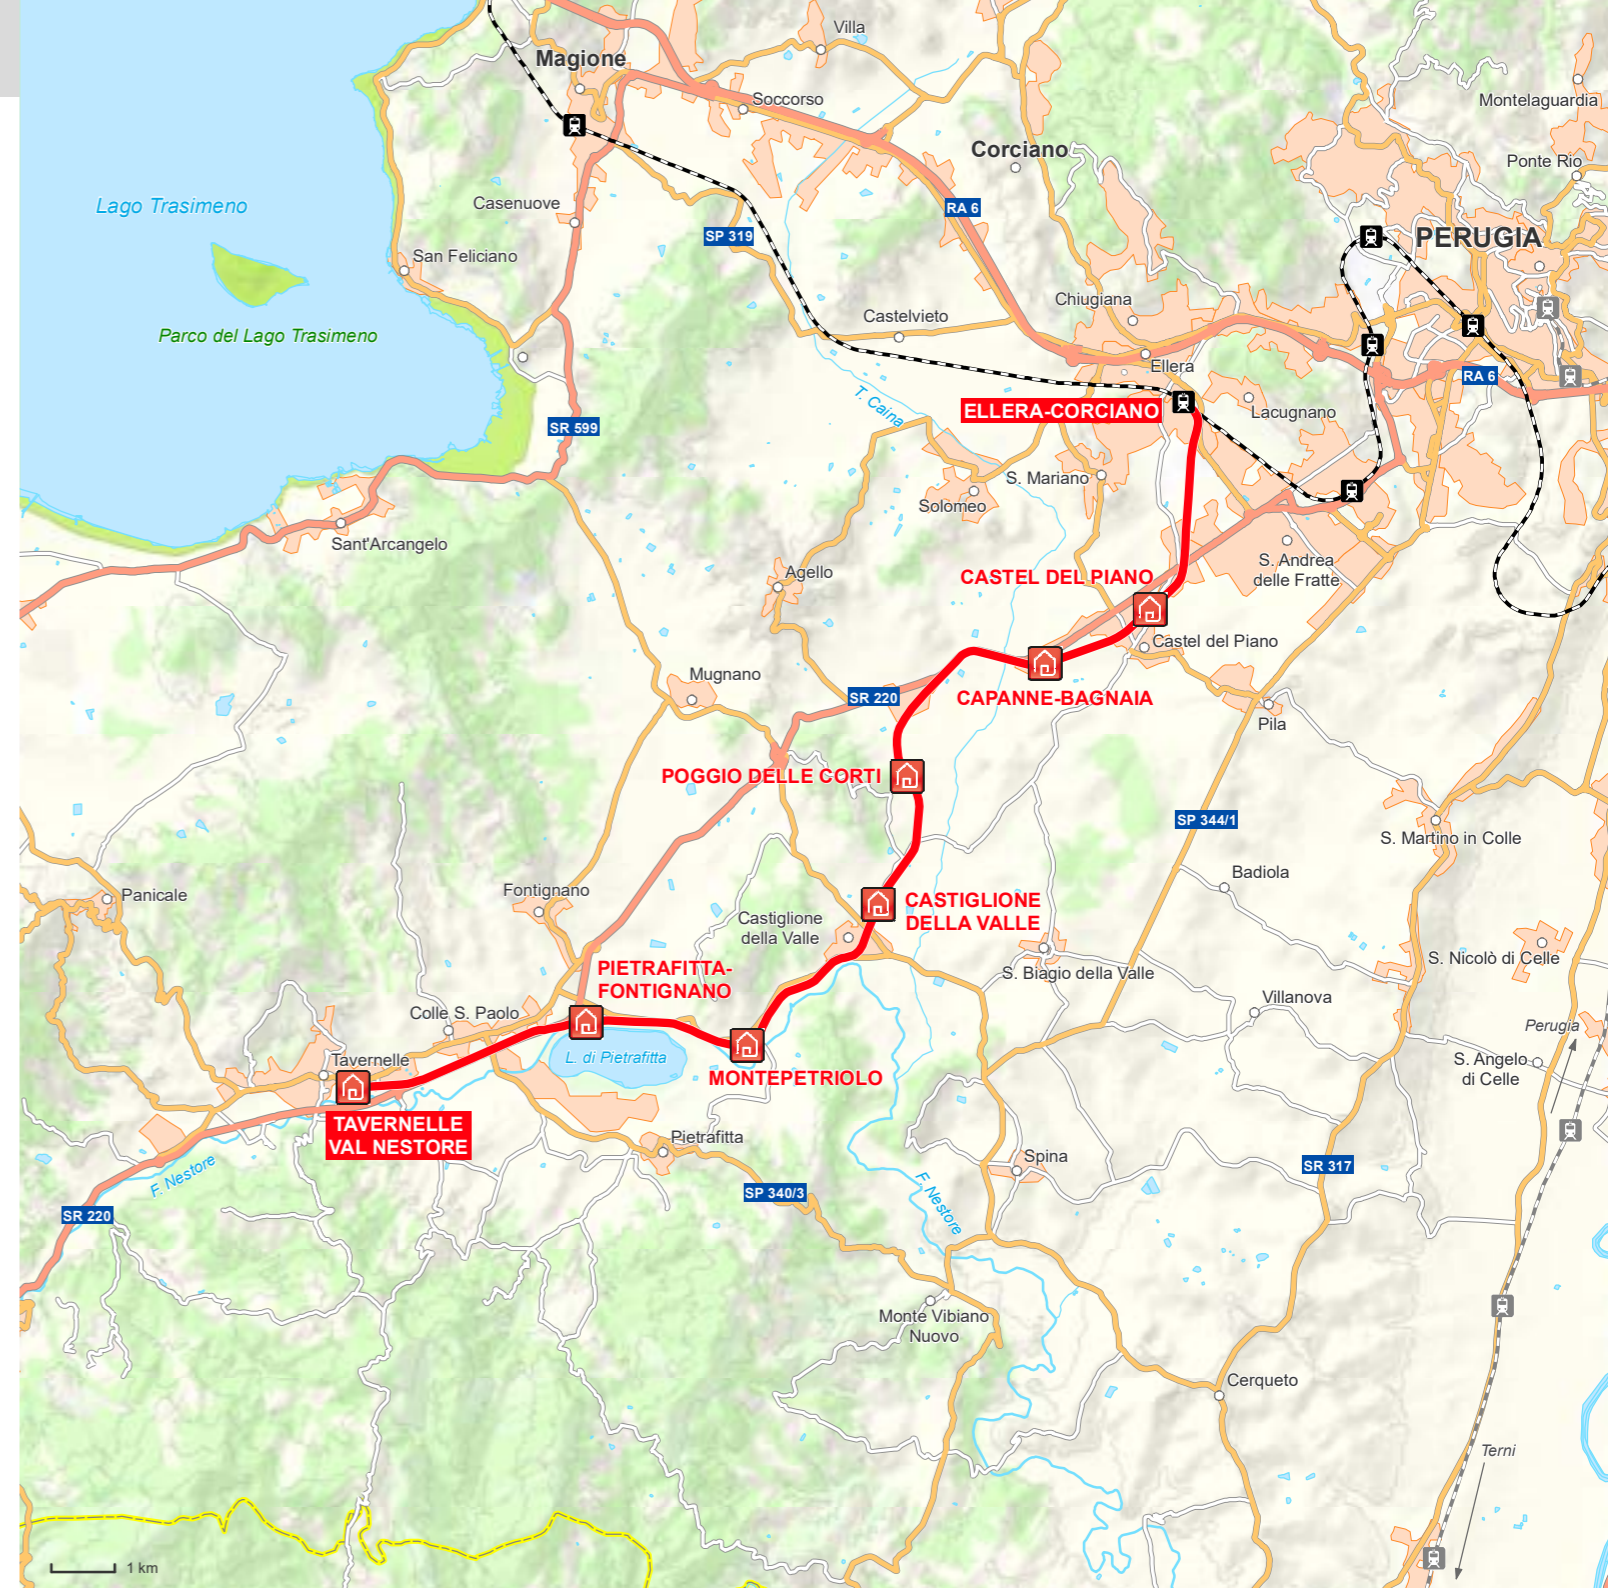 Villa
Magione
Montelaguardia
Soccorso
Corciano
Ponte Rio
Lago Trasimeno
Casenuove
RA 6
SP 319
PERUGIA
San Feliciano
Chiugiana
Castelvieto
Parco del Lago Trasimeno
Ellera
RA 6
T. Caina
ELLERA-CORCIANO
Lacugnano
SR 599
S. Mariano
Solomeo
Sant'Arcangelo
S. Andrea
delle Fratte
Agello
CASTEL DEL PIANO
Castel del Piano
Mugnano
SR 220
CAPANNE-BAGNAIA
Pila
POGGIO DELLE CORTI
SP 344/1
S. Martino in Colle
Badiola
Panicale
Fontignano
CASTIGLIONE
DELLA VALLE
Castiglione
della Valle
S. Nicolò di Celle
PIETRAFITTA-
FONTIGNANO
S. Biagio della Valle
Villanova
Colle S. Paolo
Perugia
L. di Pietrafitta
Tavernelle
S. Angelo
di Celle
MONTEPETRIOLO
TAVERNELLE
VAL NESTORE
Pietrafitta
Spina
SR 317
F. Nestore
SP 340/3
F. Nestore
SR 220
Monte Vibiano
Nuovo
Cerqueto
Terni
1 km